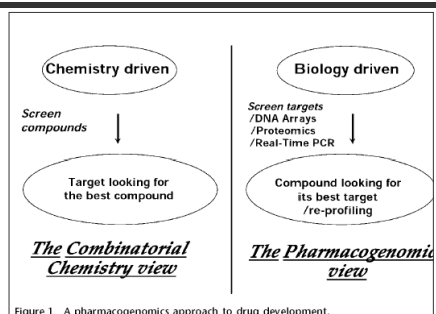 Chemistry driven
Screen
compounds
Target looking for
the best compound
The Combinatorial
Chemistry view
Biology driven
Screen targets
/DNA Arrays
/Proteomics
/Real-Time PCR
Compound looking for
its best target
/re-profiling
The Pharmacogenomic
view
Figure 1 A pharmacogenomics approach to drug development.